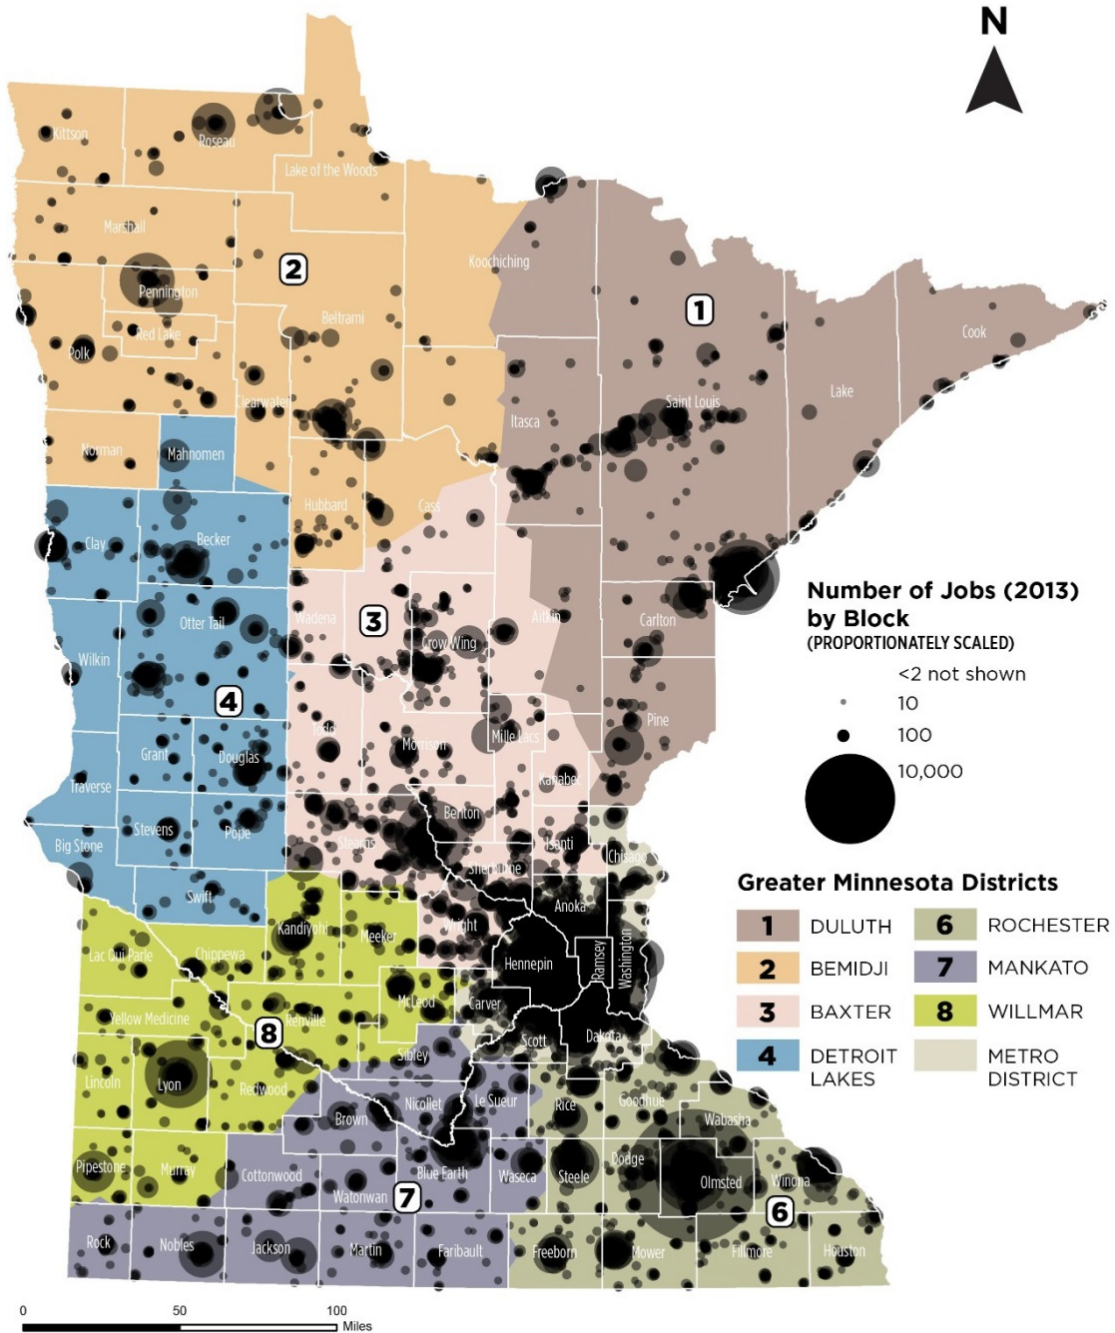 N
Kittson
Roseau
Lake of the Woods
Marshall
Koochiching
2
Pennington
1
Beltrami
Red Lake
Cook
Polk
Lake
Clearwater
Saint Louis
Itasca
Norman
Mahnomen
Hubbard
Cass
Becker
Clay
Number of Jobs (2013)
by Block
(PROPORTIONATELY SCALED)
<2 not shown
10
100
10,000
Otter Tail
Wadena
3
Aitkin
Carlton
Crow Wing
Wilkin
4
Pine
Todd
Mille Lacs
Morrison
Grant
Douglas
Kanabec
Traverse
Benton
Stevens
Pope
Big Stone
Stearns
Isanti
Chisago
Sherburne
Swift
Greater Minnesota Districts
1 DULUTH
2 BEMIDJI
3 BAXTER
4 DETROIT
LAKES
6 ROCHESTER
7 MANKATO
8 WILLMAR
METRO
DISTRICT
Anoka
Wright
Kandiyohi
Meeker
Lac Qui Parle
Chippewa
Hennepin
Ramsey
Washington
McLeod
Carver
Yellow Medicine
Renville
8
Scott
Dakota
Sibley
Lincoln
Lyon
Redwood
Nicollet
Le Sueur
Rice
Goodhue
Brown
Wabasha
Pipestone
Murray
Cottonwood
Watonwan
Blue Earth
Waseca
Steele
Dodge
Olmsted
Winona
7
6
Rock
Nobles
Jackson
Martin
Faribault
Freeborn
Mower
Fillmore
Houston
0 50 100
Miles